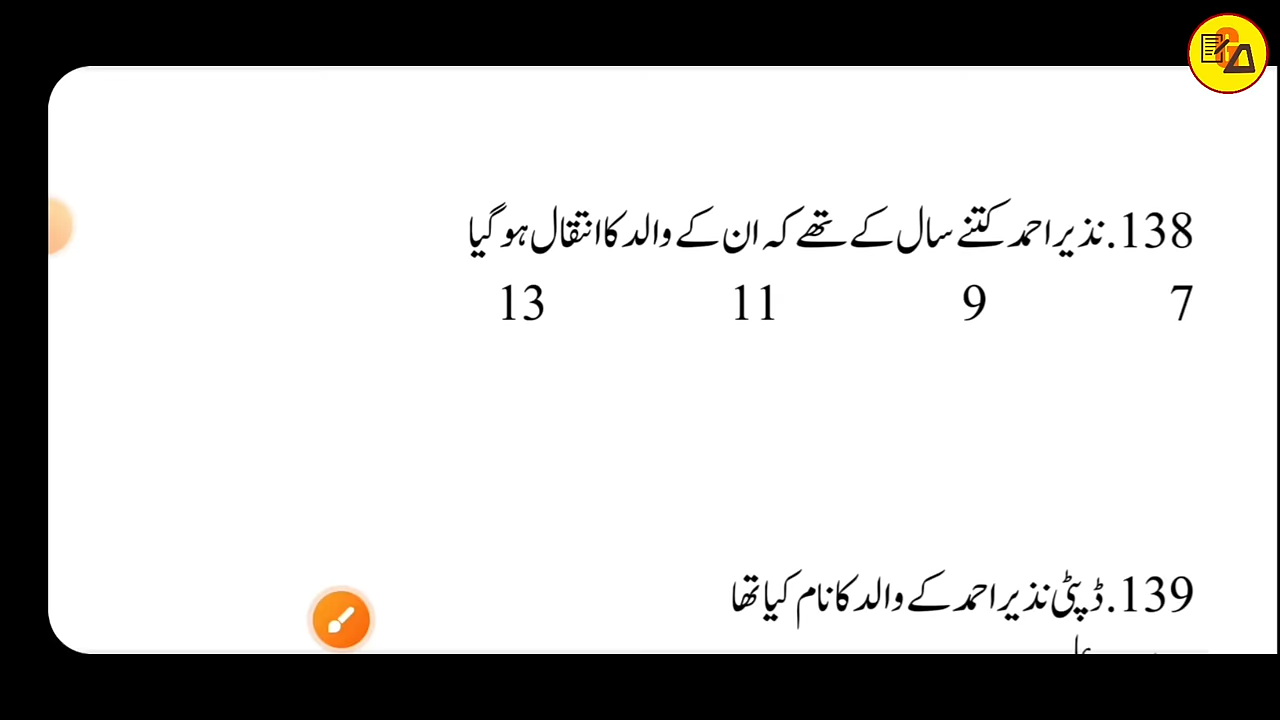 138.نذیر احمد کتنے سال کے تھے کہ ان کے والد کا انتقال ہو گیا
7 9 11 13
139.ڈپٹی نذیر احمد کے والد کا نام کیا تھا